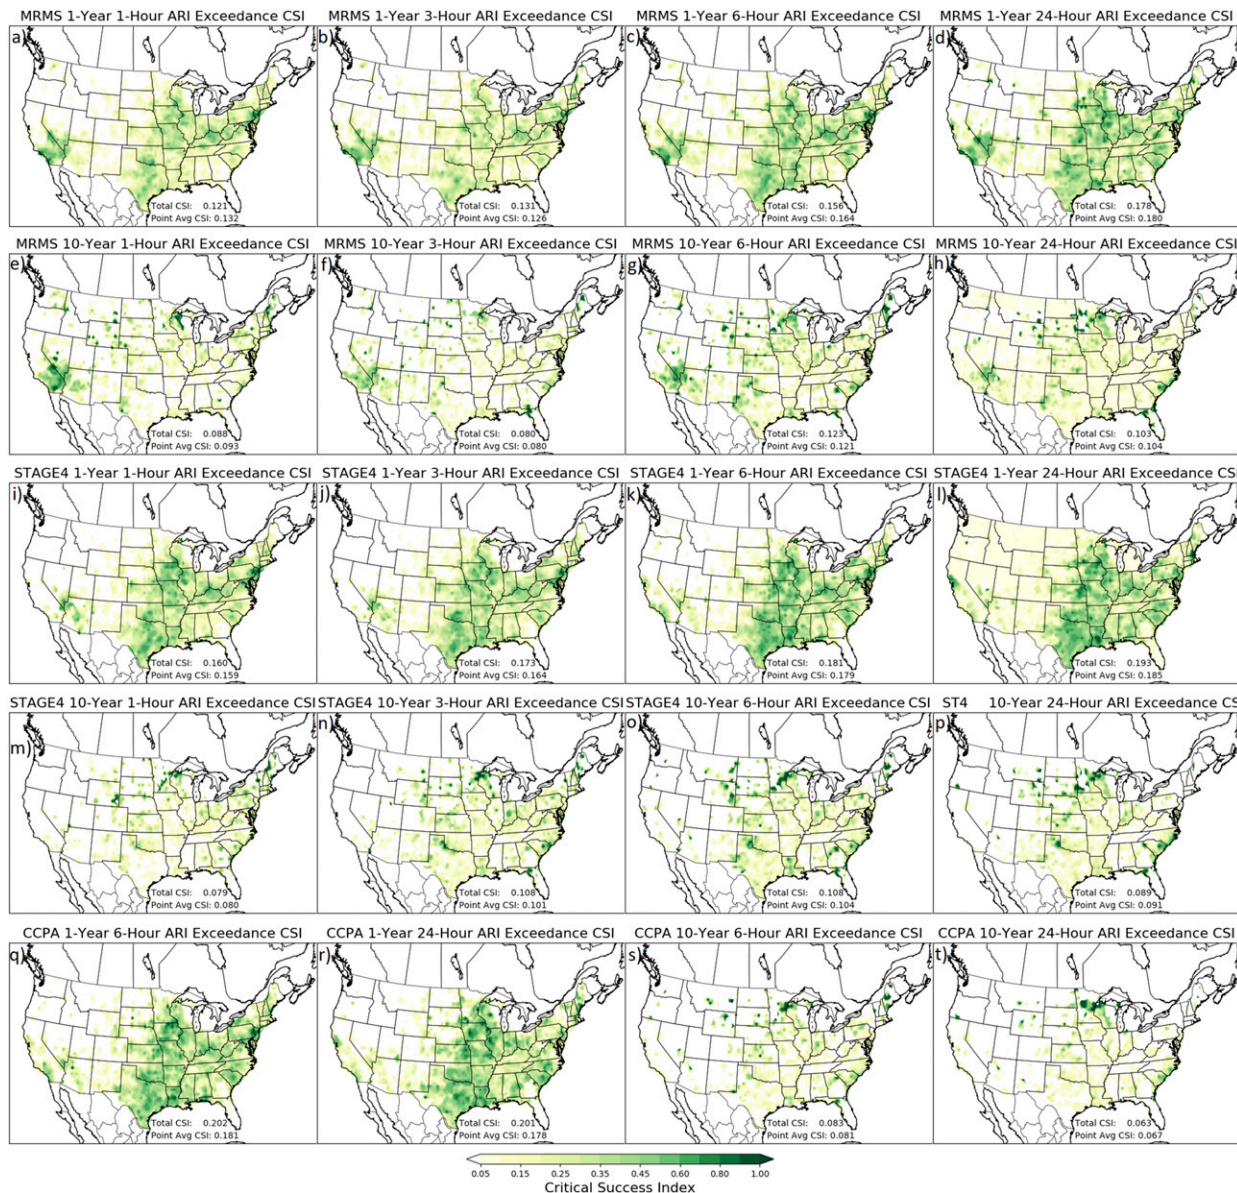 MRMS 1-Year 1-Hour ARI Exceedance CSI
MRMS 1-Year 3-Hour ARI Exceedance CSI
MRMS 1-Year 6-Hour ARI Exceedance CSI
MRMS 1-Year 24-Hour ARI Exceedance CSI
a)
b)
c)
d)
Total CSI: 0.121
Point Avg CSI: 0.132
Total CSI: 0.131
Point Avg CSI: 0.126
Total CSI: 0.156
Point Avg CSI: 0.164
Total CSI: 0.178
Point Avg CSI: 0.180
MRMS 10-Year 1-Hour ARI Exceedance CSI
MRMS 10-Year 3-Hour ARI Exceedance CSI
MRMS 10-Year 6-Hour ARI Exceedance CSI
MRMS 10-Year 24-Hour ARI Exceedance CSI
e)
f)
g)
h)
Total CSI: 0.088
Point Avg CSI: 0.093
Total CSI: 0.080
Point Avg CSI: 0.080
Total CSI: 0.123
Point Avg CSI: 0.121
Total CSI: 0.103
Point Avg CSI: 0.104
STAGE4 1-Year 1-Hour ARI Exceedance CSI
STAGE4 1-Year 3-Hour ARI Exceedance CSI
STAGE4 1-Year 6-Hour ARI Exceedance CSI
STAGE4 1-Year 24-Hour ARI Exceedance CSI
i)
j)
k)
l)
Total CSI: 0.160
Point Avg CSI: 0.159
Total CSI: 0.173
Point Avg CSI: 0.164
Total CSI: 0.181
Point Avg CSI: 0.179
Total CSI: 0.193
Point Avg CSI: 0.185
STAGE4 10-Year 1-Hour ARI Exceedance CSI
STAGE4 10-Year 3-Hour ARI Exceedance CSI
STAGE4 10-Year 6-Hour ARI Exceedance CSI
ST4 10-Year 24-Hour ARI Exceedance CS
m)
n)
o)
p)
Total CSI: 0.079
Point Avg CSI: 0.080
Total CSI: 0.108
Point Avg CSI: 0.101
Total CSI: 0.108
Point Avg CSI: 0.104
Total CSI: 0.089
Point Avg CSI: 0.091
CCPA 1-Year 6-Hour ARI Exceedance CSI
CCPA 1-Year 24-Hour ARI Exceedance CSI
CCPA 10-Year 6-Hour ARI Exceedance CSI
CCPA 10-Year 24-Hour ARI Exceedance CSI
q)
r)
s)
t)
Total CSI: 0.202
Point Avg CSI: 0.181
Total CSI: 0.201
Point Avg CSI: 0.178
Total CSI: 0.083
Point Avg CSI: 0.081
Total CSI: 0.063
Point Avg CSI: 0.067
0.05 0.15 0.25 0.35 0.45 0.60 0.80 1.00
Critical Success Index